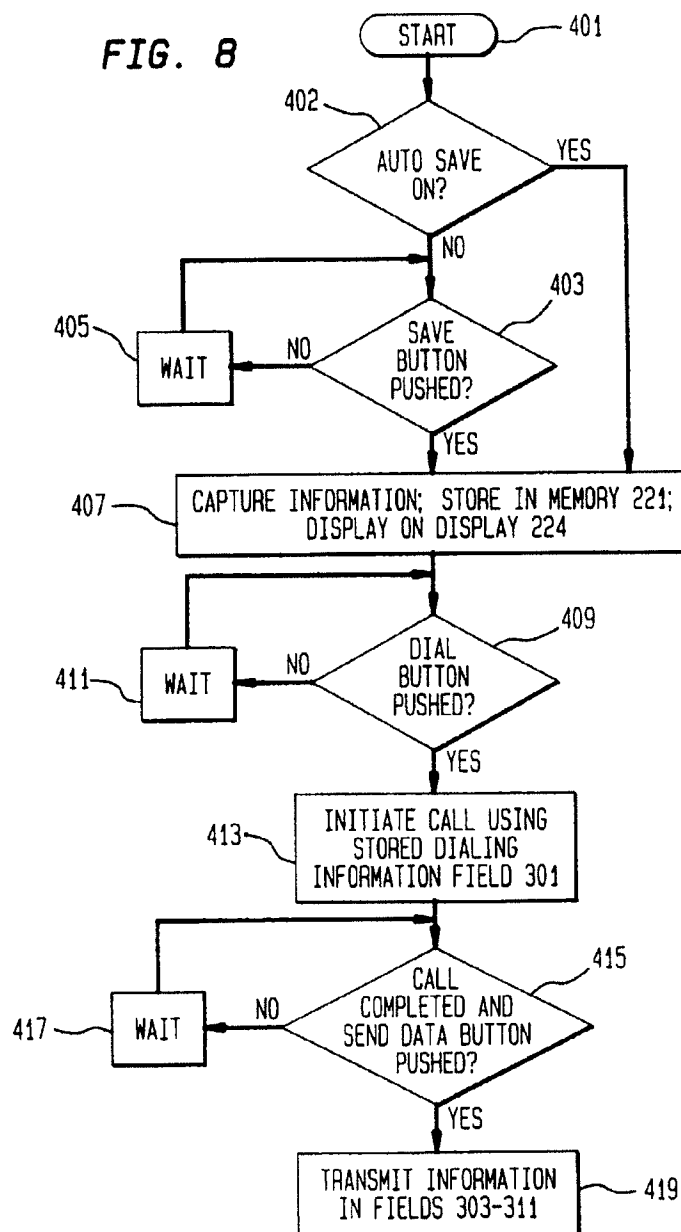 FIG. 8
START
401
402
AUTO SAVE
ON?
YES
NO
403
SAVE
BUTTON
PUSHED?
405
WAIT
NO
YES
407
CAPTURE INFORMATION; STORE IN MEMORY 221;
DISPLAY ON DISPLAY 224
409
DIAL
BUTTON
PUSHED?
411
WAIT
NO
YES
413
INITIATE CALL USING
STORED DIALING
INFORMATION FIELD 301
415
CALL
COMPLETED AND
SEND DATA BUTTON
PUSHED?
417
WAIT
NO
YES
TRANSMIT INFORMATION
IN FIELDS 303-311
419